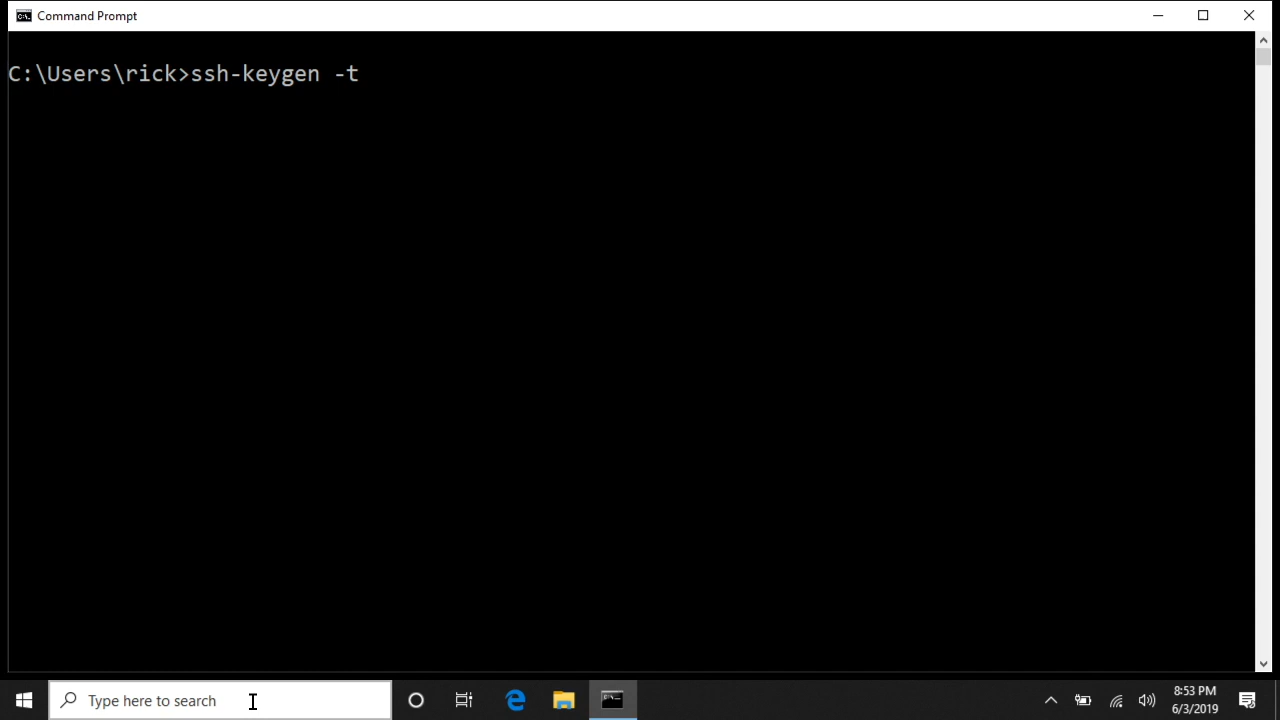 Command Prompt
C:\Users\rick>ssh-keygen -t
Type here to search
8:53 PM
6/3/2019